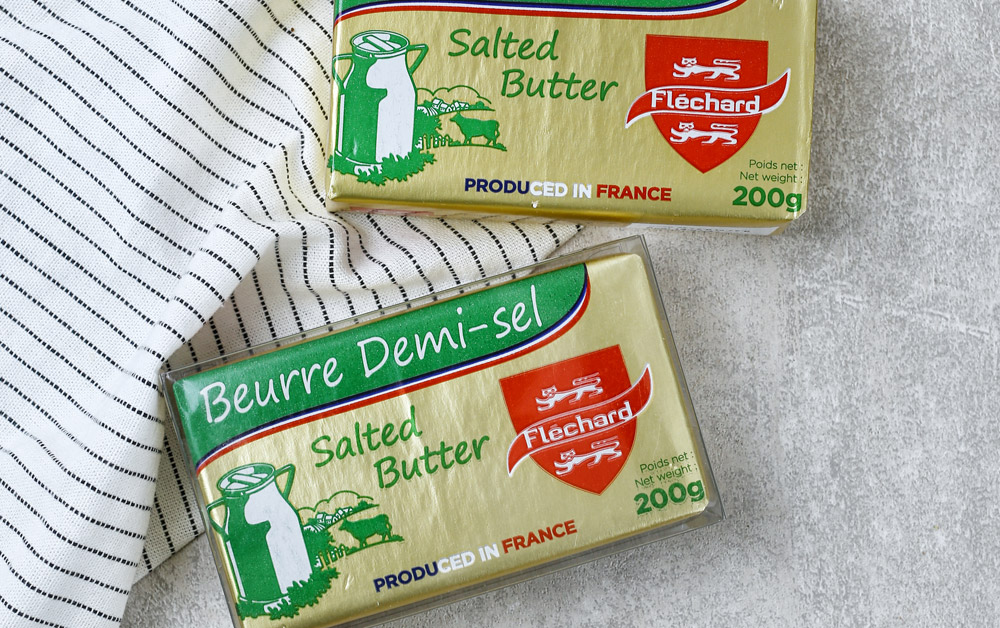 Salted
Butter
Fléchard
Poids net :
Net weight :
200g
PRODUCED IN FRANCE
Beurre Demi-sel
Salted
Butter
Fléchard
Poids net :
Net weight :
200g
PRODUCED IN FRANCE